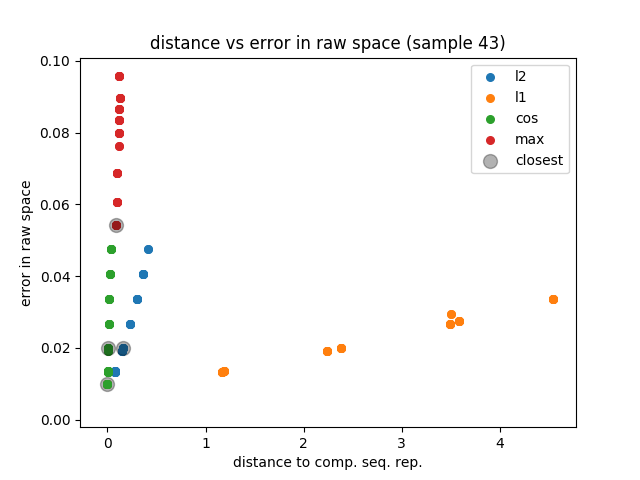 distance vs error in raw space (sample 43)
0.10
0.08
0.06
0.04
0.02
0.00
error in raw space
l2
l1
cos
max
closest
0 1 2 3 4
distance to comp. seq. rep.